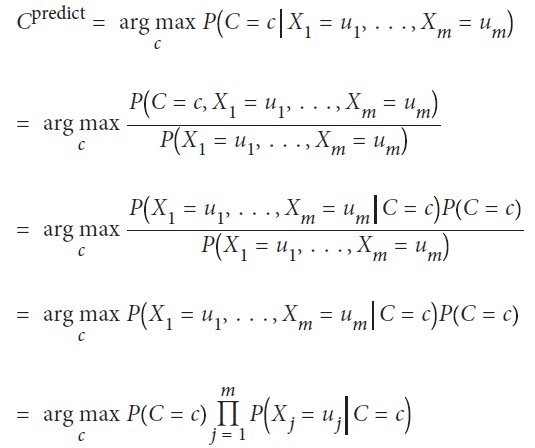 C^predict = arg max_c P(C = c | X_1 = u_1, . . ., X_m = u_m)
= arg max_c P(C = c, X_1 = u_1, . . ., X_m = u_m) / P(X_1 = u_1, . . ., X_m = u_m)
= arg max_c P(X_1 = u_1, . . ., X_m = u_m | C = c)P(C = c) / P(X_1 = u_1, . . ., X_m = u_m)
= arg max_c P(X_1 = u_1, . . ., X_m = u_m | C = c)P(C = c)
= arg max_c P(C = c) ∏_{j = 1}^{m} P(X_j = u_j | C = c)